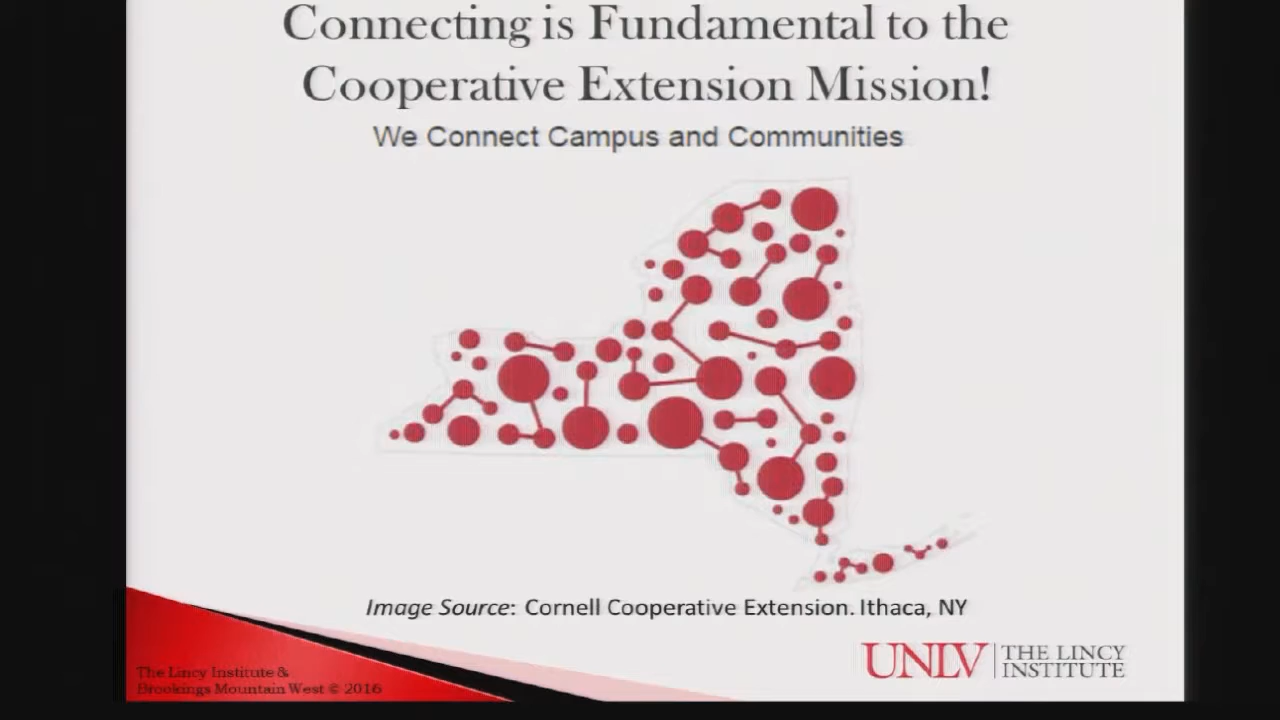 Connecting is Fundamental to the
Cooperative Extension Mission!
We Connect Campus and Communities
Image Source: Cornell Cooperative Extension. Ithaca, NY
The Lincy Institute &
Brookings Mountain West © 2016
UNLV THE LINCY
INSTITUTE